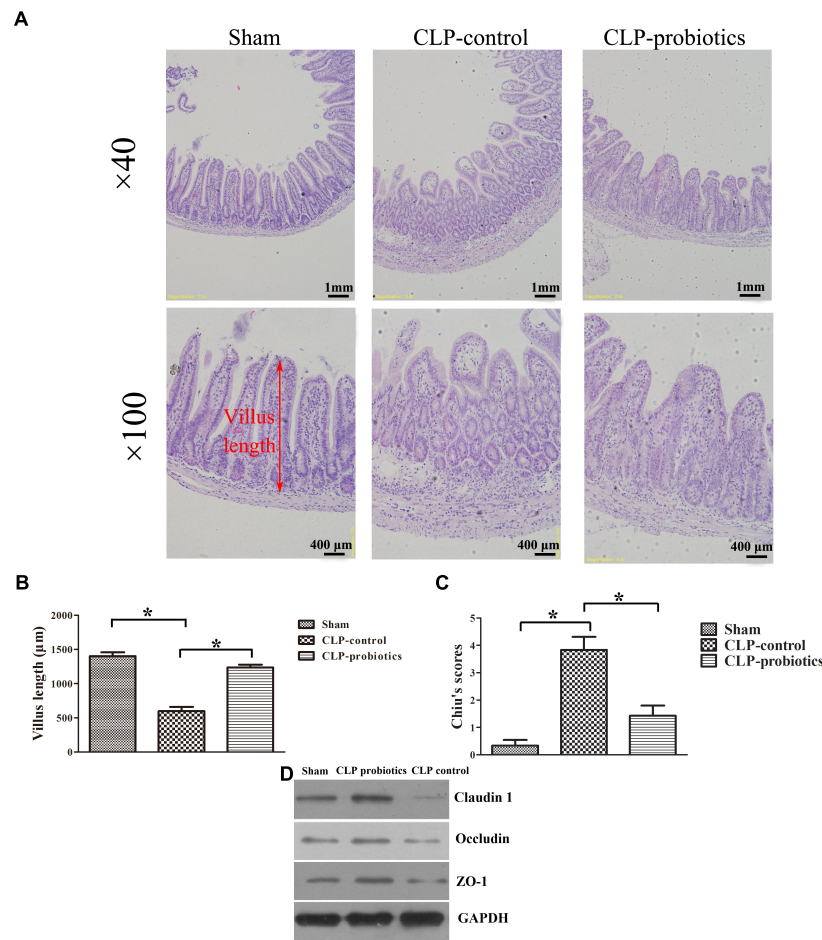 A
Sham CLP-control CLP-probiotics
×40
1mm 1mm 1mm
×100
Villus
length
400 µm 400 µm 400 µm
B
Villus length (µm)
2000
1500
1000
500
0
* *
Sham
CLP-control
CLP-probiotics
C
Chiu's scores
5
4
3
2
1
0
* *
Sham
CLP-control
CLP-probiotics
D
Sham CLP probiotics CLP control
Claudin 1
Occludin
ZO-1
GAPDH